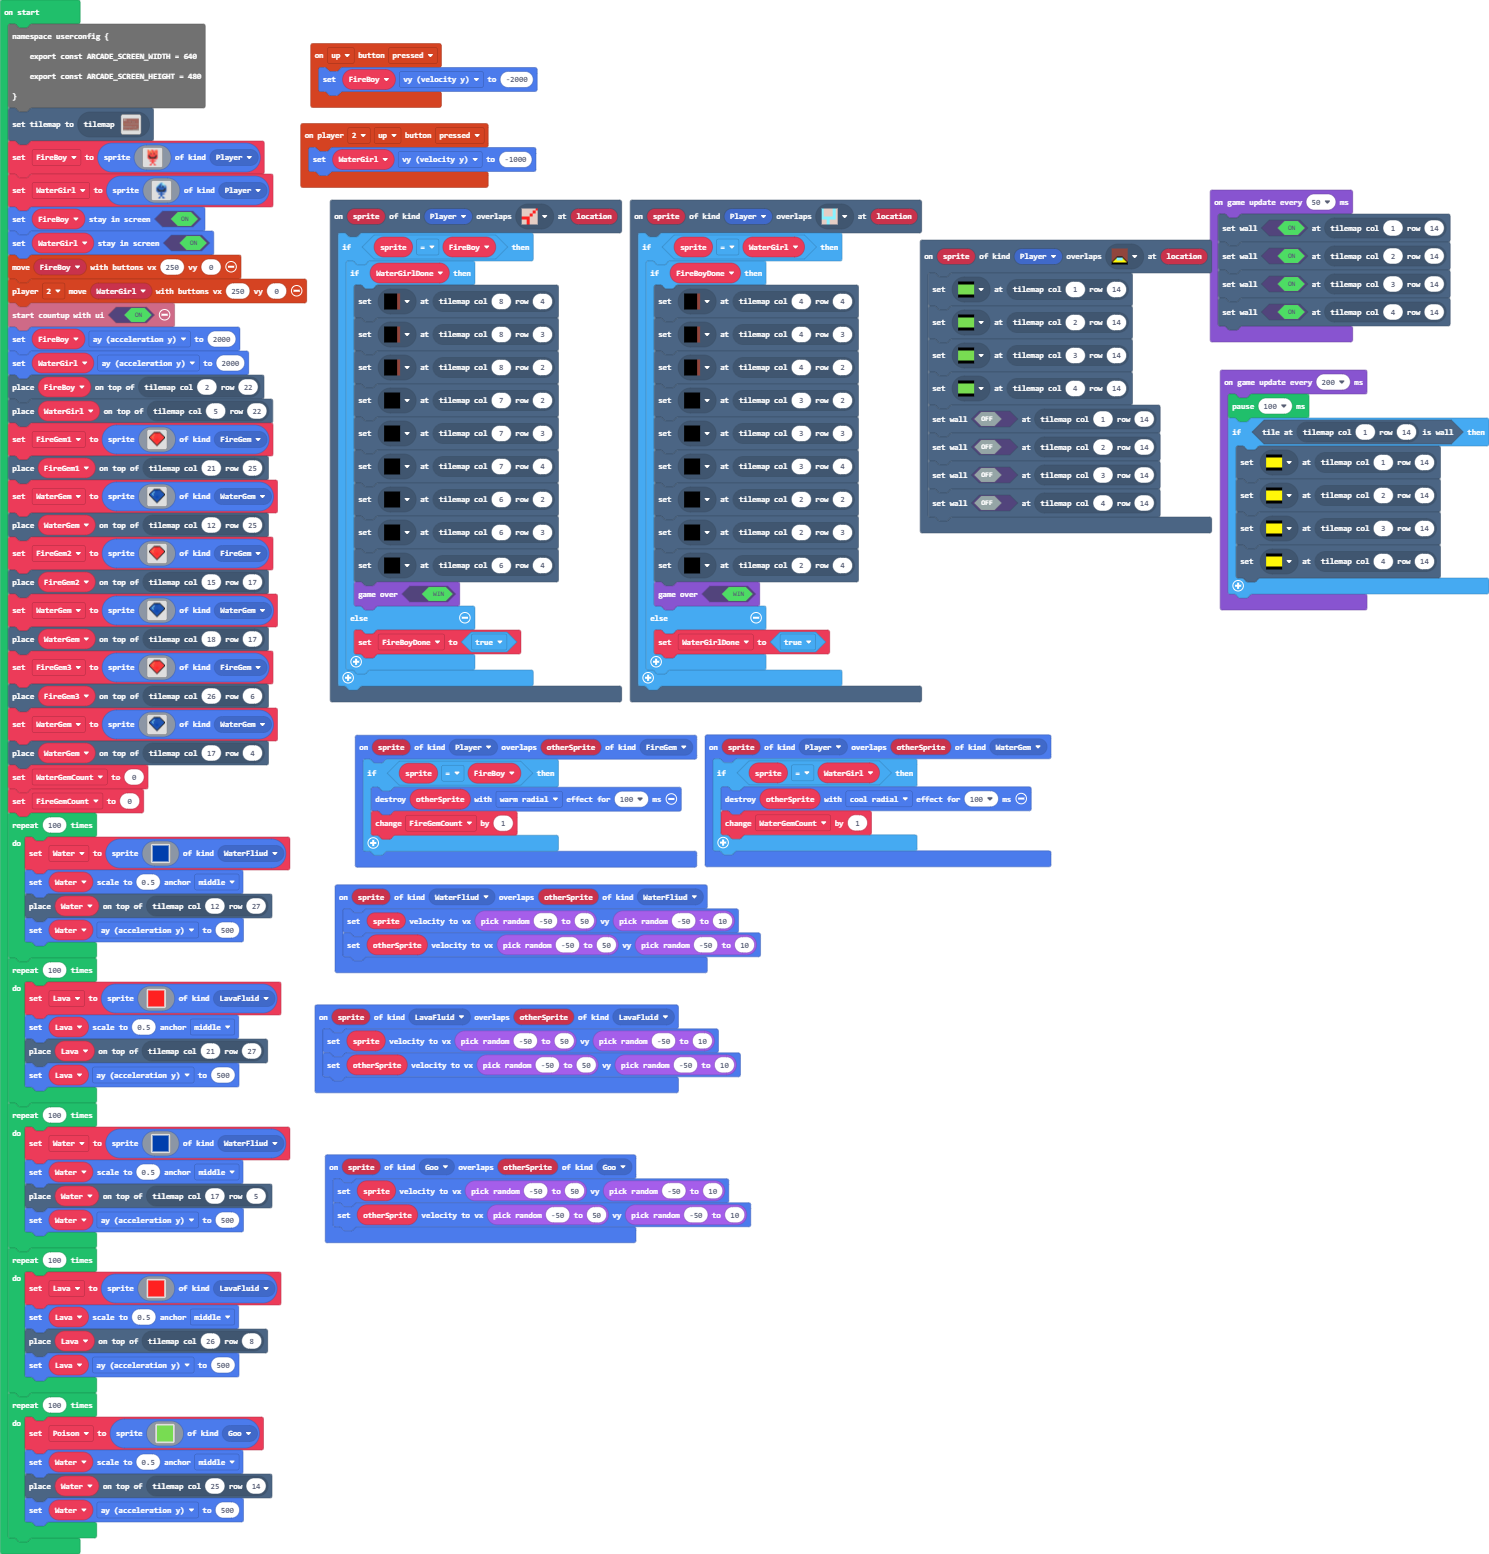 on start
namespace userconfig {
export const ARCADE_SCREEN_WIDTH = 640
export const ARCADE_SCREEN_HEIGHT = 480
}
set tilemap to tilemap
set FireBoy to sprite of kind Player
set WaterGirl to sprite of kind Player
set FireBoy stay in screen ON
set WaterGirl stay in screen ON
move FireBoy with buttons vx 250 vy 0
player 2 move WaterGirl with buttons vx 250 vy 0
start countup with ui ON
set FireBoy ay (acceleration y) to 2000
set WaterGirl ay (acceleration y) to 2000
place FireBoy on top of tilemap col 2 row 22
place WaterGirl on top of tilemap col 5 row 22
set FireGem1 to sprite of kind FireGem
place FireGem1 on top of tilemap col 21 row 25
set WaterGem to sprite of kind WaterGem
place WaterGem on top of tilemap col 12 row 25
set FireGem2 to sprite of kind FireGem
place FireGem2 on top of tilemap col 15 row 17
set WaterGem to sprite of kind WaterGem
place WaterGem on top of tilemap col 18 row 17
set FireGem3 to sprite of kind FireGem
place FireGem3 on top of tilemap col 26 row 6
set WaterGem to sprite of kind WaterGem
place WaterGem on top of tilemap col 17 row 4
set WaterGemCount to 0
set FireGemCount to 0
repeat 100 times
do
set Water to sprite of kind WaterFliud
set Water scale to 0.5 anchor middle
place Water on top of tilemap col 12 row 27
set Water ay (acceleration y) to 500
repeat 100 times
do
set Lava to sprite of kind LavaFluid
set Lava scale to 0.5 anchor middle
place Lava on top of tilemap col 21 row 27
set Lava ay (acceleration y) to 500
repeat 100 times
do
set Water to sprite of kind WaterFliud
set Water scale to 0.5 anchor middle
place Water on top of tilemap col 17 row 5
set Water ay (acceleration y) to 500
repeat 100 times
do
set Lava to sprite of kind LavaFluid
set Lava scale to 0.5 anchor middle
place Lava on top of tilemap col 26 row 8
set Lava ay (acceleration y) to 500
repeat 100 times
do
set Poison to sprite of kind Goo
set Water scale to 0.5 anchor middle
place Water on top of tilemap col 25 row 14
set Water ay (acceleration y) to 500
on up button pressed
set FireBoy vy (velocity y) to -2000
on player 2 up button pressed
set WaterGirl vy (velocity y) to -1000
on sprite of kind Player overlaps at location
if sprite = FireBoy then
if WaterGirlDone then
set at tilemap col 8 row 4
set at tilemap col 8 row 3
set at tilemap col 8 row 2
set at tilemap col 7 row 2
set at tilemap col 7 row 3
set at tilemap col 7 row 4
set at tilemap col 6 row 2
set at tilemap col 6 row 3
set at tilemap col 6 row 4
game over WIN
else
set FireBoyDone to true
on sprite of kind Player overlaps at location
if sprite = WaterGirl then
if FireBoyDone then
set at tilemap col 4 row 4
set at tilemap col 4 row 3
set at tilemap col 4 row 2
set at tilemap col 3 row 2
set at tilemap col 3 row 3
set at tilemap col 3 row 4
set at tilemap col 2 row 2
set at tilemap col 2 row 3
set at tilemap col 2 row 4
game over WIN
else
set WaterGirlDone to true
on sprite of kind Player overlaps at location
set at tilemap col 1 row 14
set at tilemap col 2 row 14
set at tilemap col 3 row 14
set at tilemap col 4 row 14
set wall OFF at tilemap col 1 row 14
set wall OFF at tilemap col 2 row 14
set wall OFF at tilemap col 3 row 14
set wall OFF at tilemap col 4 row 14
on game update every 50 ms
set wall ON at tilemap col 1 row 14
set wall ON at tilemap col 2 row 14
set wall ON at tilemap col 3 row 14
set wall ON at tilemap col 4 row 14
on game update every 200 ms
pause 100 ms
if tile at tilemap col 1 row 14 is wall then
set at tilemap col 1 row 14
set at tilemap col 2 row 14
set at tilemap col 3 row 14
set at tilemap col 4 row 14
on sprite of kind Player overlaps otherSprite of kind FireGem
if sprite = FireBoy then
destroy otherSprite with warm radial effect for 100 ms
change FireGemCount by 1
on sprite of kind Player overlaps otherSprite of kind WaterGem
if sprite = WaterGirl then
destroy otherSprite with cool radial effect for 100 ms
change WaterGemCount by 1
on sprite of kind WaterFliud overlaps otherSprite of kind WaterFliud
set sprite velocity to vx pick random -50 to 50 vy pick random -50 to 10
set otherSprite velocity to vx pick random -50 to 50 vy pick random -50 to 10
on sprite of kind LavaFluid overlaps otherSprite of kind LavaFluid
set sprite velocity to vx pick random -50 to 50 vy pick random -50 to 10
set otherSprite velocity to vx pick random -50 to 50 vy pick random -50 to 10
on sprite of kind Goo overlaps otherSprite of kind Goo
set sprite velocity to vx pick random -50 to 50 vy pick random -50 to 10
set otherSprite velocity to vx pick random -50 to 50 vy pick random -50 to 10